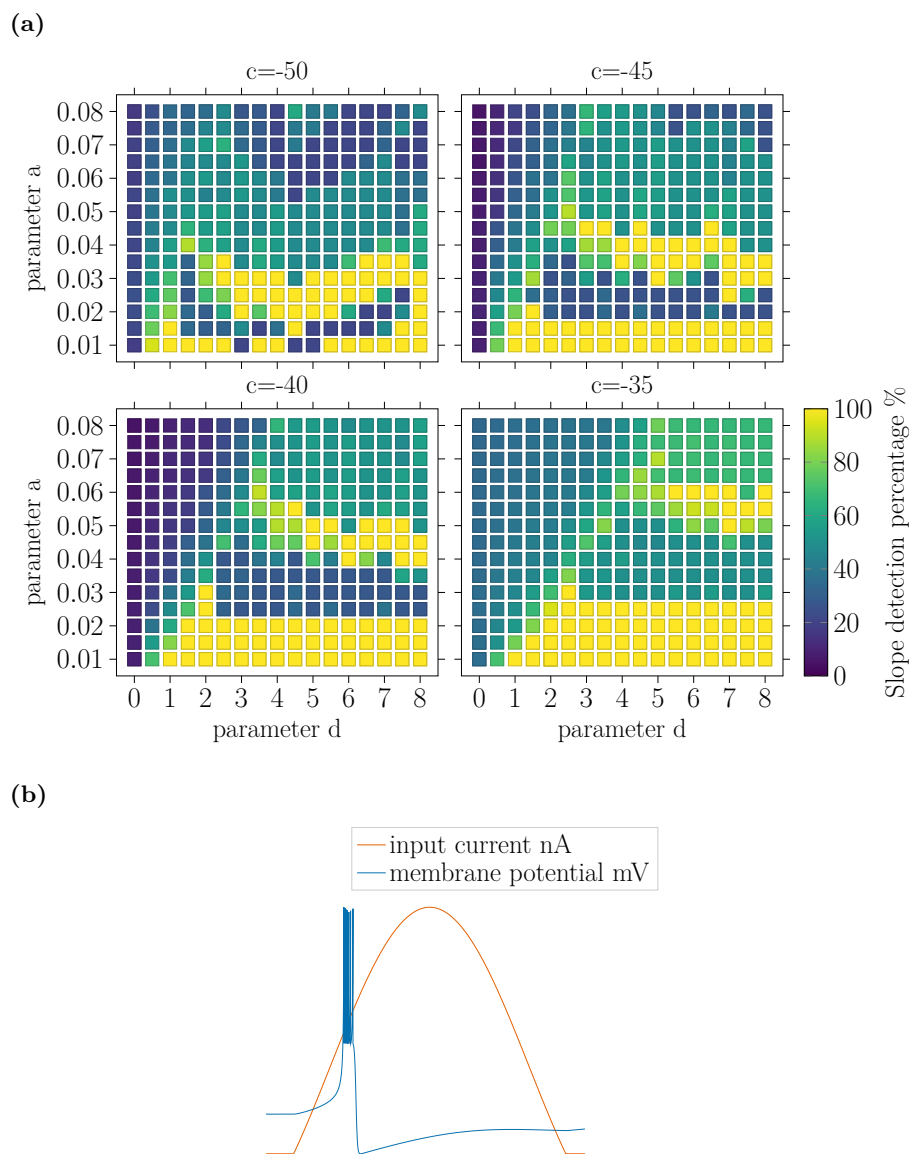 (a)
c=-50
c=-45
0.08
0.07
0.06
0.05
0.04
0.03
0.02
0.01
parameter a
c=-40
c=-35
0.08
0.07
0.06
0.05
0.04
0.03
0.02
0.01
parameter a
0 1 2 3 4 5 6 7 8
parameter d
0 1 2 3 4 5 6 7 8
parameter d
100
80
60
40
20
0
Slope detection percentage %
(b)
input current nA
membrane potential mV